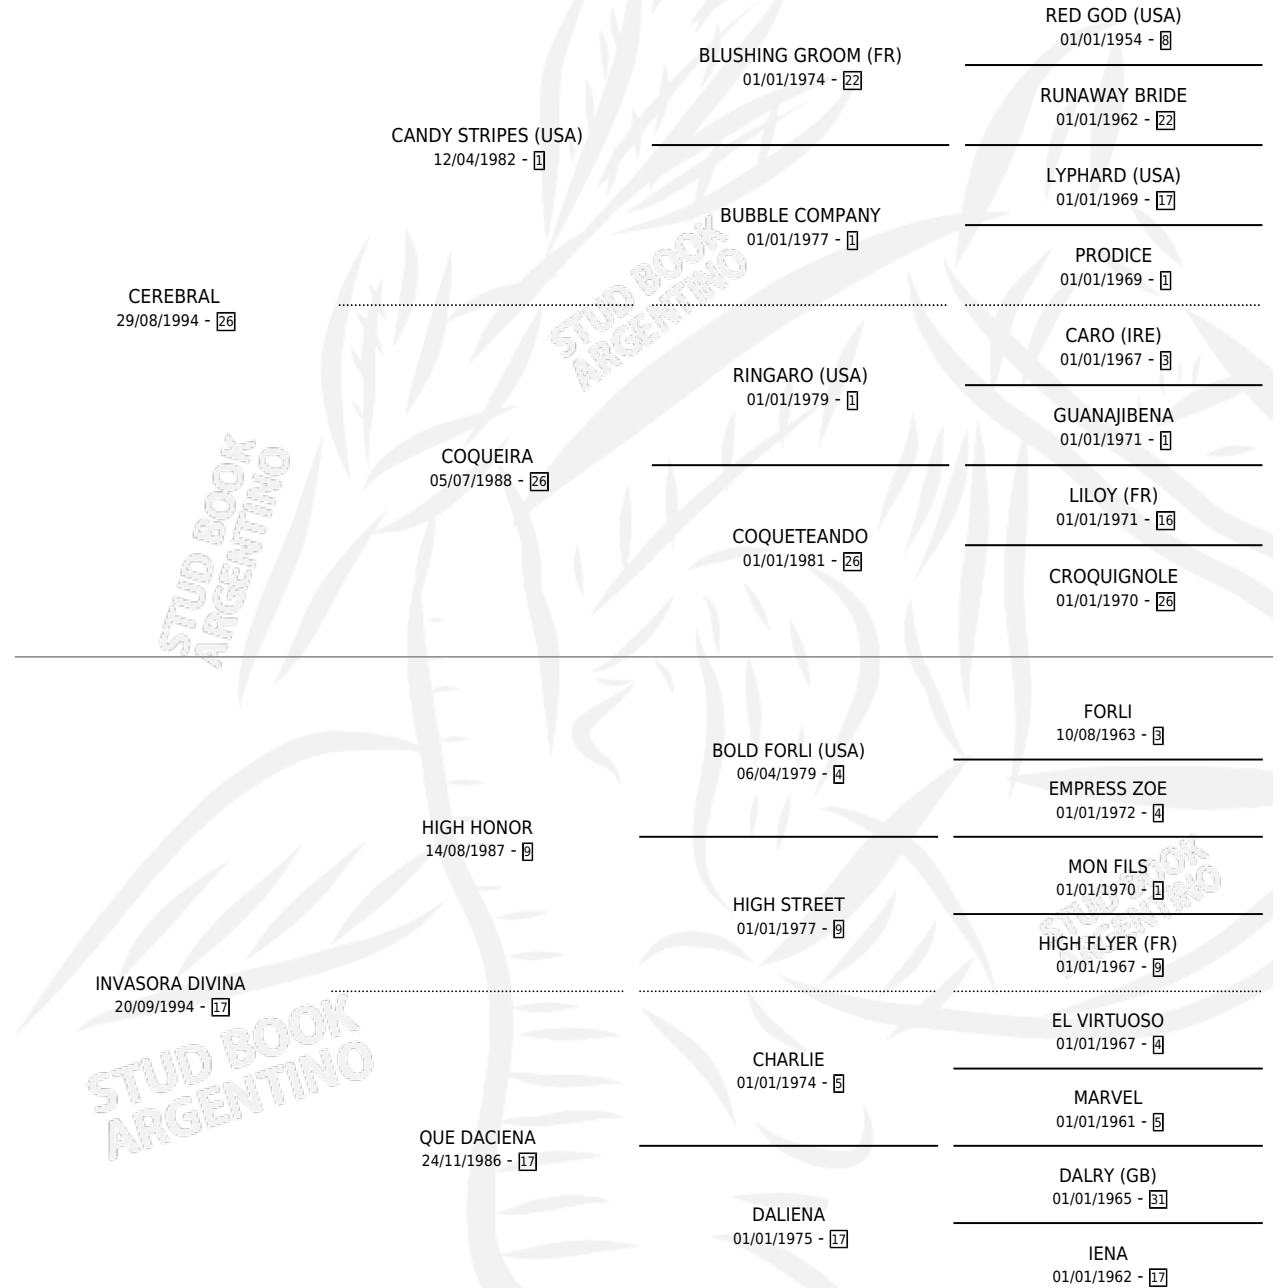 RED GOD (USA)
01/01/1954 - 8
BLUSHING GROOM (FR)
01/01/1974 - 22
RUNAWAY BRIDE
01/01/1962 - 22
CANDY STRIPES (USA)
12/04/1982 - 1
LYPHARD (USA)
01/01/1969 - 17
BUBBLE COMPANY
01/01/1977 - 1
PRODICE
01/01/1969 - 1
CEREBRAL
29/08/1994 - 26
CARO (IRE)
01/01/1967 - 3
RINGARO (USA)
01/01/1979 - 1
GUANAJIBENA
01/01/1971 - 1
COQUEIRA
05/07/1988 - 26
LILOY (FR)
01/01/1971 - 16
COQUETEANDO
01/01/1981 - 26
CROQUIGNOLE
01/01/1970 - 26
STUD BOOK
ARGENTINO
STUD BOOK
ARGENTINO
FORLI
10/08/1963 - 3
BOLD FORLI (USA)
06/04/1979 - 4
EMPRESS ZOE
01/01/1972 - 4
HIGH HONOR
14/08/1987 - 9
MON FILS
01/01/1970 - 1
HIGH STREET
01/01/1977 - 9
HIGH FLYER (FR)
01/01/1967 - 9
INVASORA DIVINA
20/09/1994 - 17
EL VIRTUOSO
01/01/1967 - 4
CHARLIE
01/01/1974 - 5
MARVEL
01/01/1961 - 5
QUE DACIENA
24/11/1986 - 17
DALRY (GB)
01/01/1965 - 31
DALIENA
01/01/1975 - 17
IENA
01/01/1962 - 17
STUD BOOK
ARGENTINO
STUD BOOK
ARGENTINO